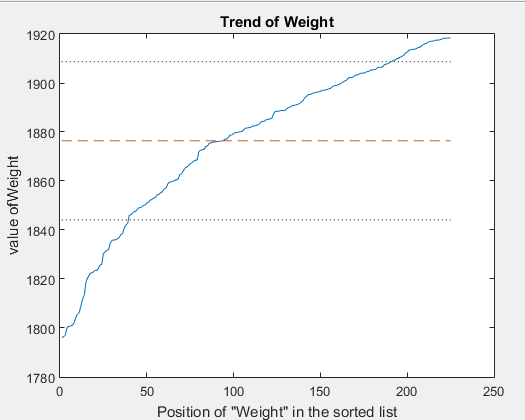 Trend of Weight
1920
1900
1880
1860
1840
1820
1800
1780
value ofWeight
0 50 100 150 200 250
Position of "Weight" in the sorted list